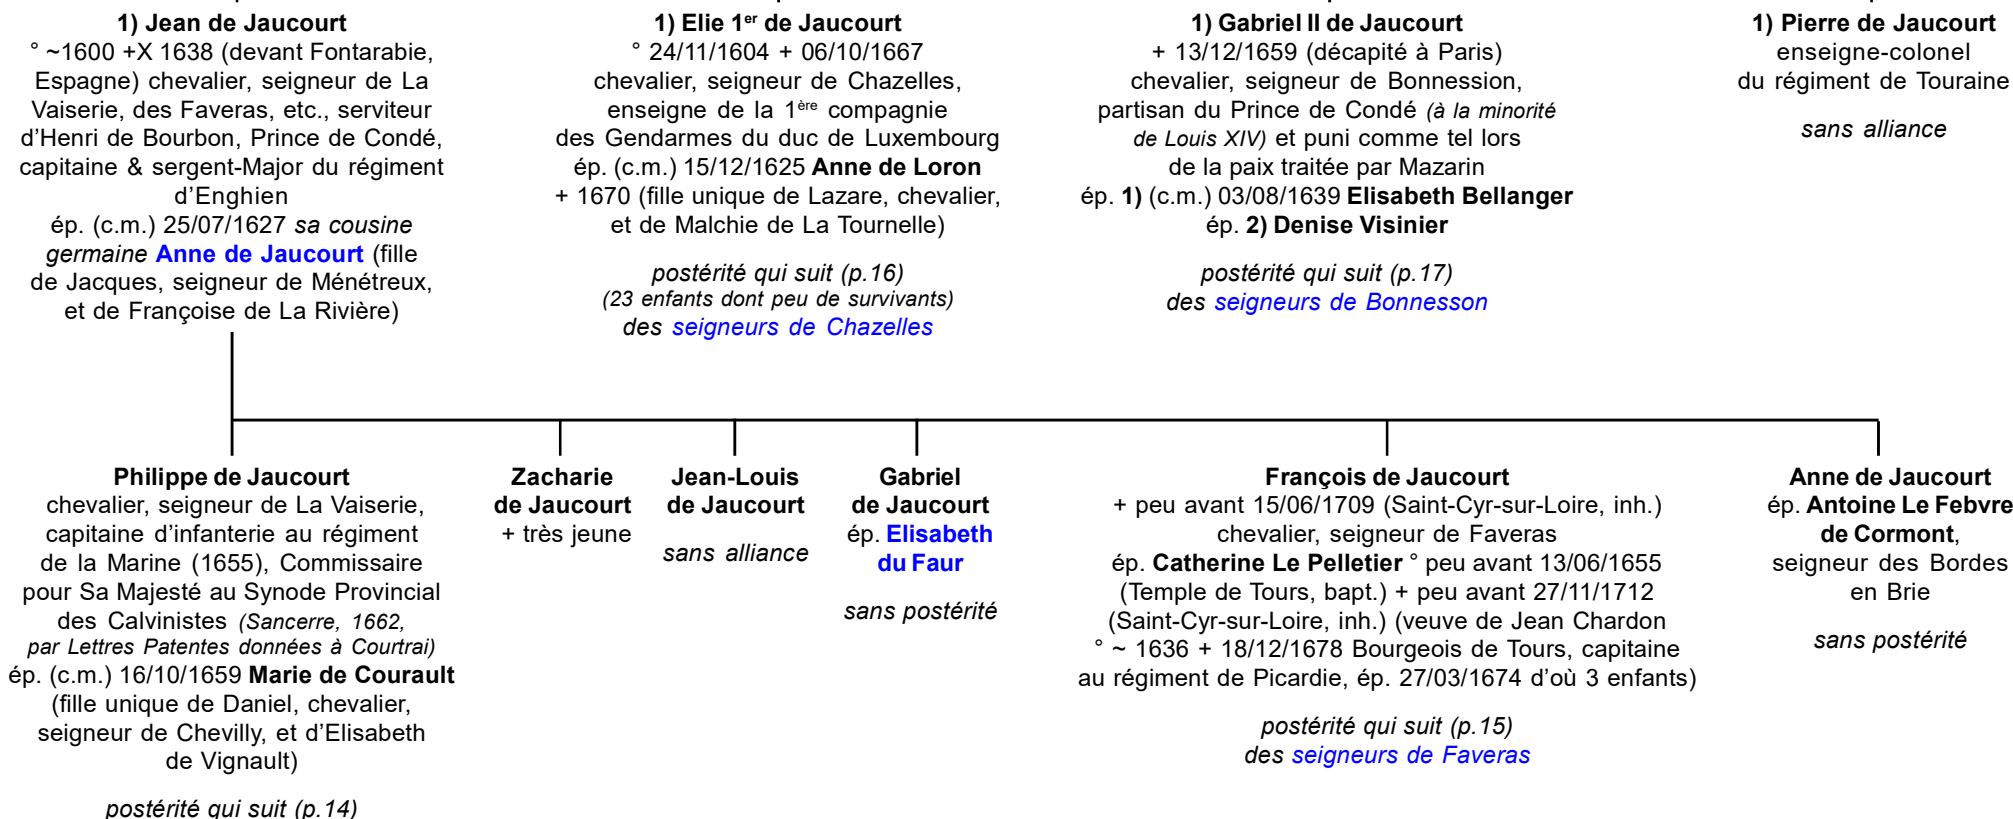 1) Jean de Jaucourt
° ~1600 +X 1638 (devant Fontarabie,
Espagne) chevalier, seigneur de La
Vaiserie, des Faveras, etc., serviteur
d'Henri de Bourbon, Prince de Condé,
capitaine & sergent-Major du régiment
d'Enghien
ép. (c.m.) 25/07/1627 sa cousine
germaine Anne de Jaucourt (fille
de Jacques, seigneur de Ménétreux,
et de Françoise de La Rivière)
1) Elie 1er de Jaucourt
° 24/11/1604 + 06/10/1667
chevalier, seigneur de Chazelles,
enseigne de la 1ère compagnie
des Gendarmes du duc de Luxembourg
ép. (c.m.) 15/12/1625 Anne de Loron
+ 1670 (fille unique de Lazare, chevalier,
et de Malchie de La Tournelle)
postérité qui suit (p.16)
(23 enfants dont peu de survivants)
des seigneurs de Chazelles
1) Gabriel II de Jaucourt
+ 13/12/1659 (décapité à Paris)
chevalier, seigneur de Bonnession,
partisan du Prince de Condé (à la minorité
de Louis XIV) et puni comme tel lors
de la paix traitée par Mazarin
ép. 1) (c.m.) 03/08/1639 Elisabeth Bellanger
ép. 2) Denise Visinier
postérité qui suit (p.17)
des seigneurs de Bonnesson
1) Pierre de Jaucourt
enseigne-colonel
du régiment de Touraine
sans alliance
Philippe de Jaucourt
chevalier, seigneur de La Vaiserie,
capitaine d'infanterie au régiment
de la Marine (1655), Commissaire
pour Sa Majesté au Synode Provincial
des Calvinistes (Sancerre, 1662,
par Lettres Patentes données à Courtrai)
ép. (c.m.) 16/10/1659 Marie de Courault
(fille unique de Daniel, chevalier,
seigneur de Chevilly, et d'Elisabeth
de Vignault)
postérité qui suit (p.14)
Zacharie
de Jaucourt
+ très jeune
Jean-Louis
de Jaucourt
sans alliance
Gabriel
de Jaucourt
ép. Elisabeth
du Faur
sans postérité
François de Jaucourt
+ peu avant 15/06/1709 (Saint-Cyr-sur-Loire, inh.)
chevalier, seigneur de Faveras
ép. Catherine Le Pelletier ° peu avant 13/06/1655
(Temple de Tours, bapt.) + peu avant 27/11/1712
(Saint-Cyr-sur-Loire, inh.) (veuve de Jean Chardon
° ~ 1636 + 18/12/1678 Bourgeois de Tours, capitaine
au régiment de Picardie, ép. 27/03/1674 d'où 3 enfants)
postérité qui suit (p.15)
des seigneurs de Faveras
Anne de Jaucourt
ép. Antoine Le Febvre
de Cormont,
seigneur des Bordes
en Brie
sans postérité